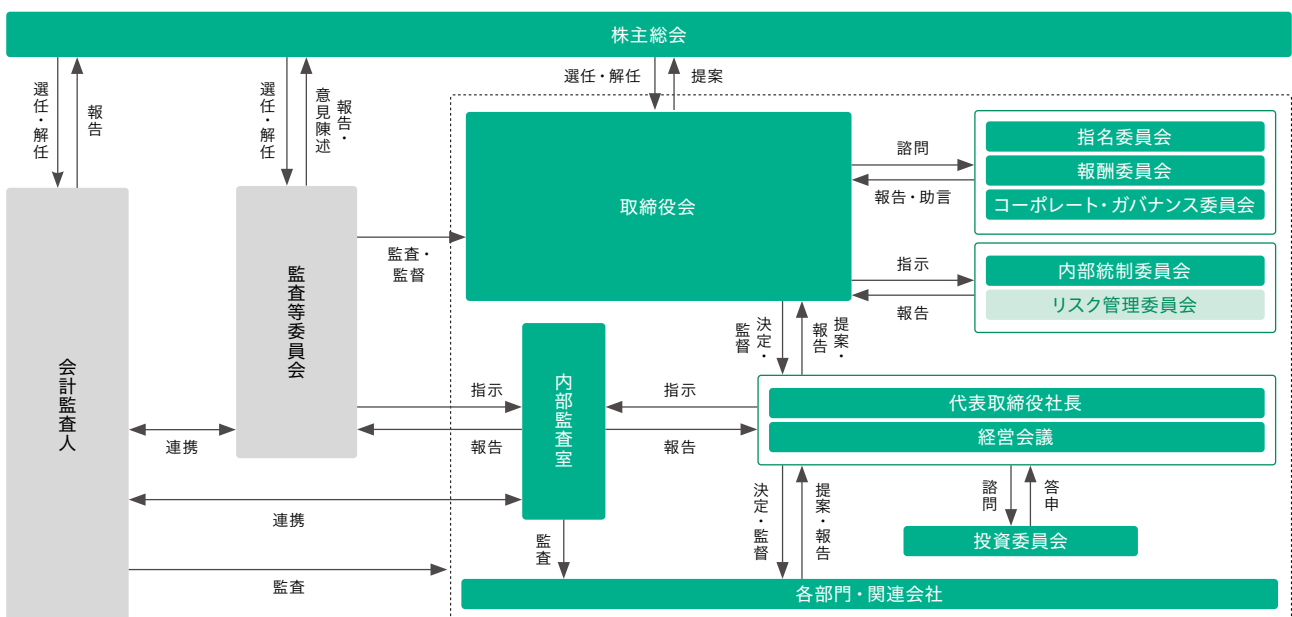 株主総会
選任・解任
報告
選任・解任
報告・
意見陳述
選任・解任
提案
取締役会
諮問
報告・助言
指名委員会
報酬委員会
コーポレート・ガバナンス委員会
監査・
監督
指示
報告
内部統制委員会
リスク管理委員会
決定・
監督
提案・
報告
会計監査人
監査等委員会
内部監査室
指示
報告
指示
報告
代表取締役社長
経営会議
連携
連携
決定・監督
提案・報告
諮問
答申
投資委員会
監査
監査
各部門・関連会社